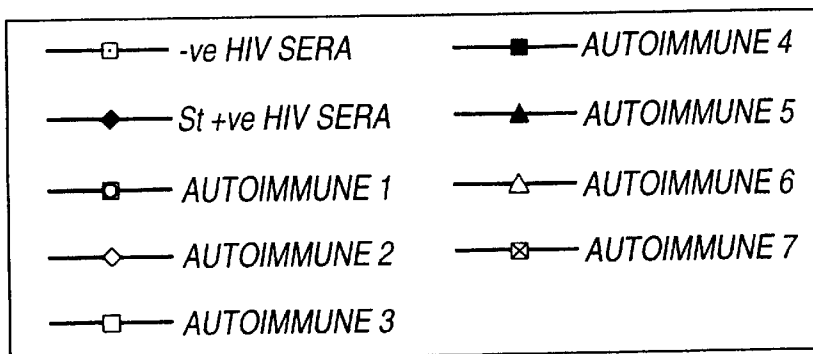 -ve HIV SERA
St +ve HIV SERA
AUTOIMMUNE 1
AUTOIMMUNE 2
AUTOIMMUNE 3
AUTOIMMUNE 4
AUTOIMMUNE 5
AUTOIMMUNE 6
AUTOIMMUNE 7